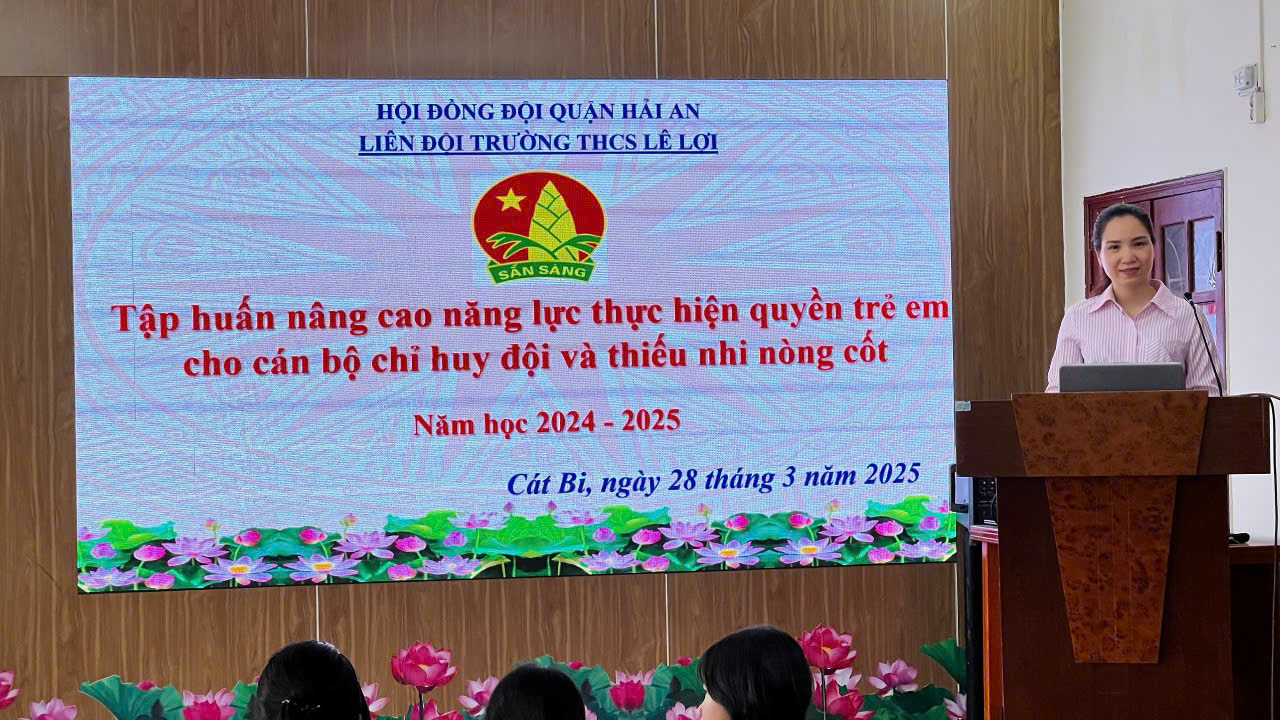 HỘI ĐỒNG ĐỘI QUẬN HẢI AN
LIÊN ĐỘI TRƯỜNG THCS LÊ LỢI
SẴN SÀNG
Tập huấn nâng cao năng lực thực hiện quyền trẻ em
cho cán bộ chỉ huy đội và thiếu nhi nòng cốt
Năm học 2024 - 2025
Cát Bi, ngày 28 tháng 3 năm 2025